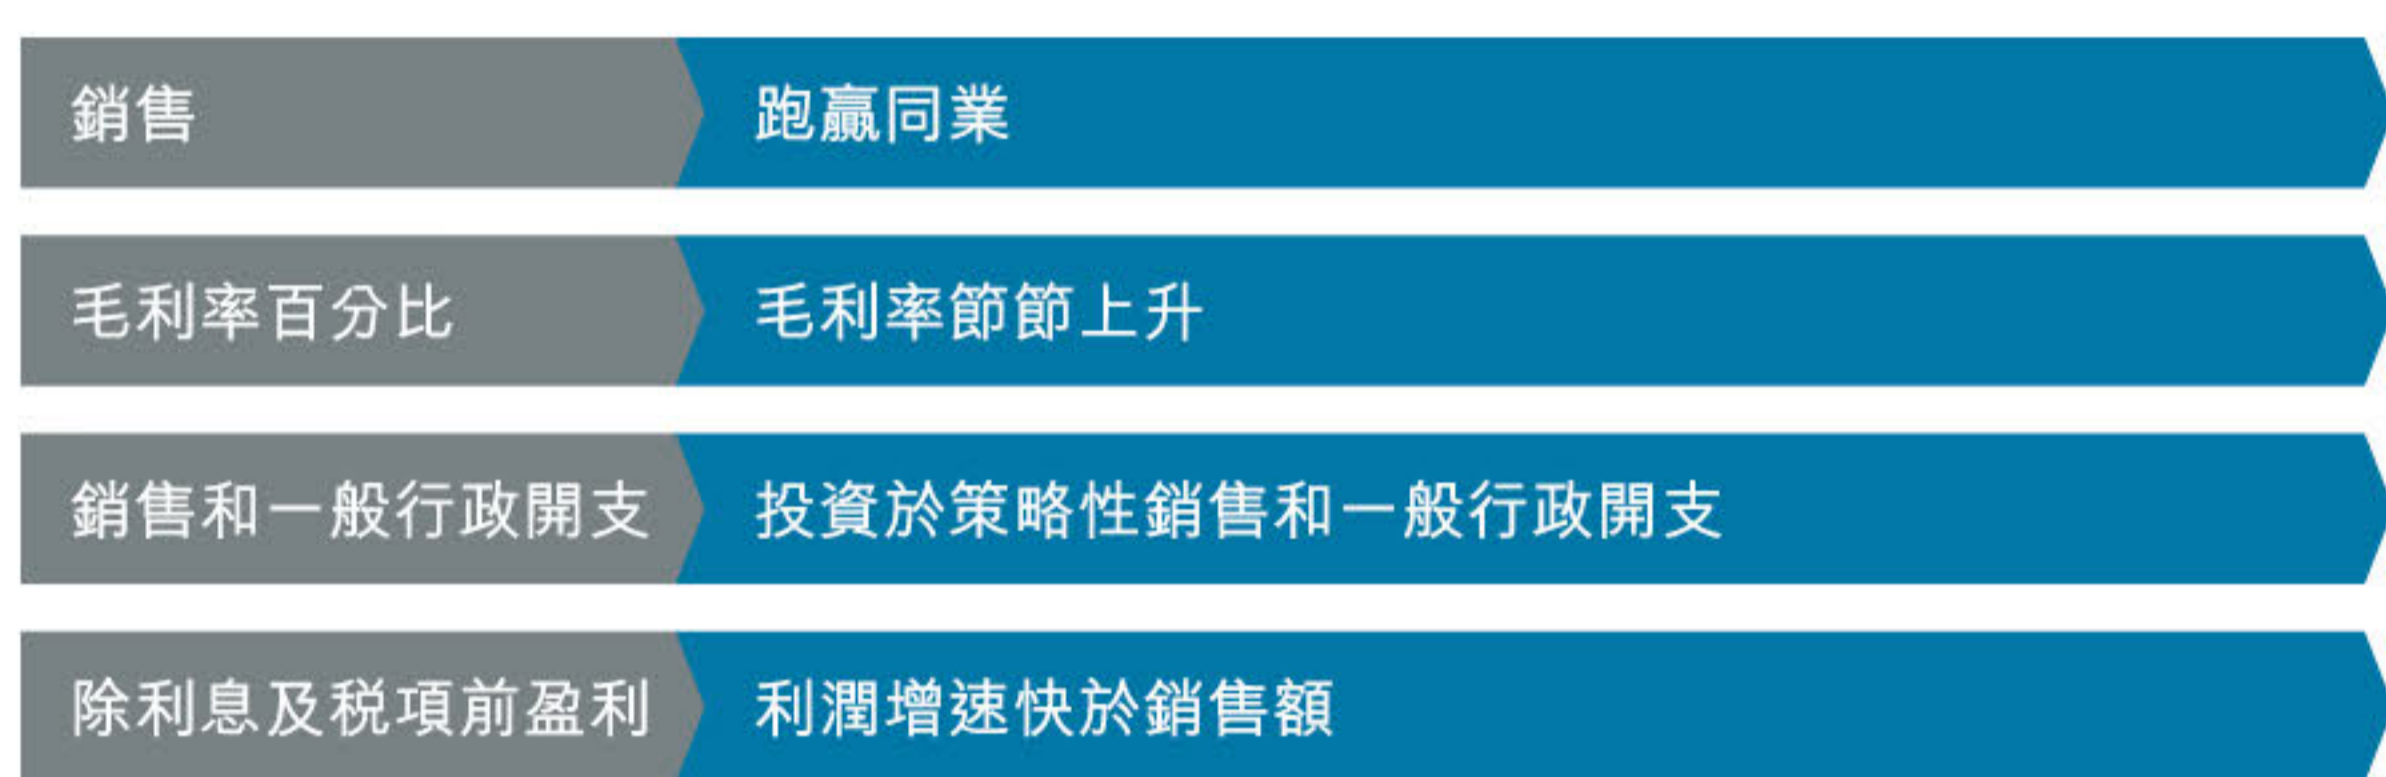 銷售
跑贏同業
毛利率百分比
毛利率節節上升
銷售和一般行政開支
投資於策略性銷售和一般行政開支
除利息及税項前盈利
利潤增速快於銷售額